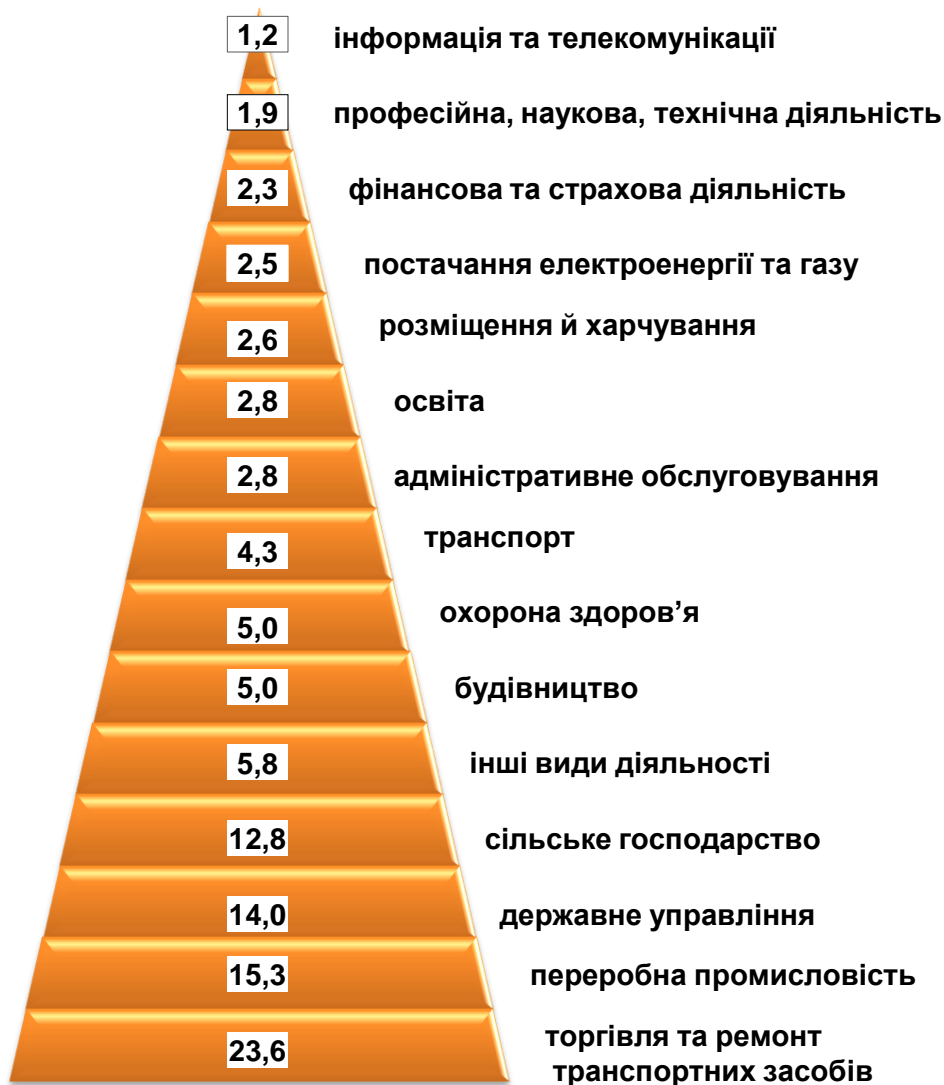 1,2 інформація та телекомунікації
1,9 професійна, наукова, технічна діяльність
2,3 фінансова та страхова діяльність
2,5 постачання електроенергії та газу
2,6 розміщення й харчування
2,8 освіта
2,8 адміністративне обслуговування
4,3 транспорт
5,0 охорона здоров’я
5,0 будівництво
5,8 інші види діяльності
12,8 сільське господарство
14,0 державне управління
15,3 переробна промисловість
23,6 торгівля та ремонт
транспортних засобів